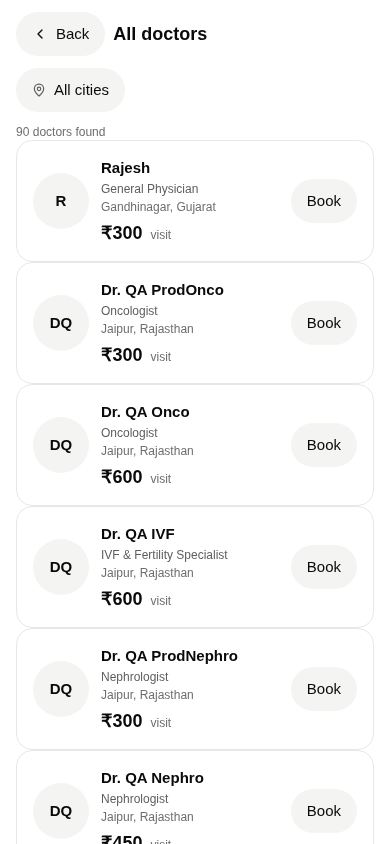 Back
All doctors
All cities
90 doctors found
R
Rajesh
General Physician
Gandhinagar, Gujarat
₹300 visit
Book
DQ
Dr. QA ProdOnco
Oncologist
Jaipur, Rajasthan
₹300 visit
Book
DQ
Dr. QA Onco
Oncologist
Jaipur, Rajasthan
₹600 visit
Book
DQ
Dr. QA IVF
IVF & Fertility Specialist
Jaipur, Rajasthan
₹600 visit
Book
DQ
Dr. QA ProdNephro
Nephrologist
Jaipur, Rajasthan
₹300 visit
Book
DQ
Dr. QA Nephro
Nephrologist
Jaipur, Rajasthan
₹450 visit
Book